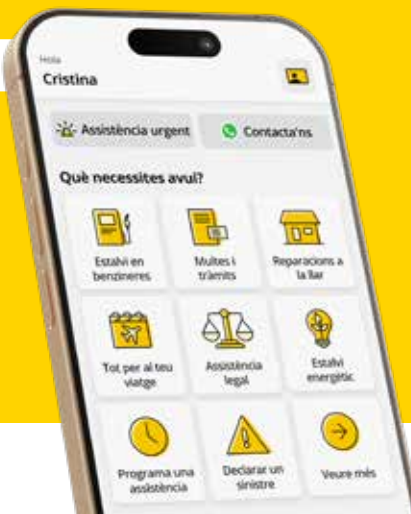 Hola
Cristina
Assistència urgent
Contacta'ns
Què necessites avui?
Estalvi en
benzineres
Multes i
tràmits
Reparacions a
la llar
Tot per al teu
viatge
Assistència
legal
Estalvi
energètic
Programa una
assistència
Declarar un
sinistre
Veure més